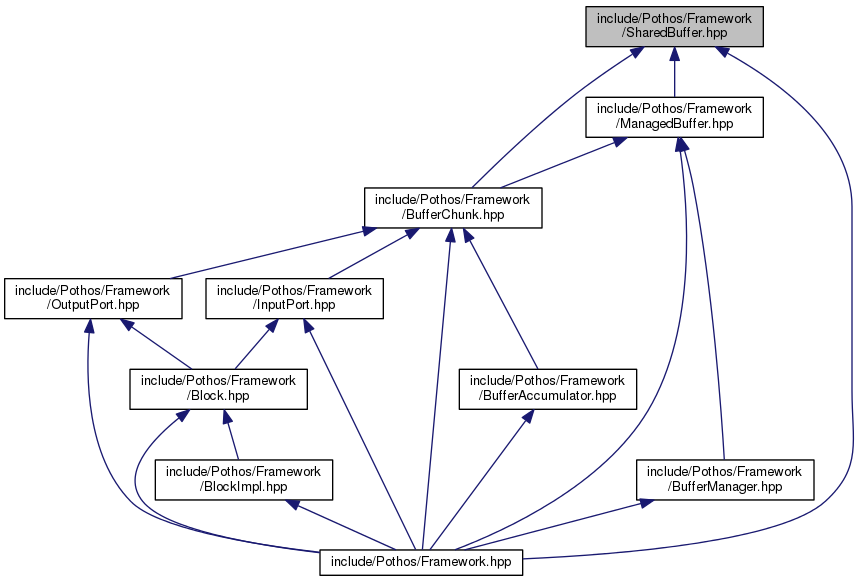 include/Pothos/Framework
/SharedBuffer.hpp
include/Pothos/Framework
/ManagedBuffer.hpp
include/Pothos/Framework
/BufferChunk.hpp
include/Pothos/Framework
/OutputPort.hpp
include/Pothos/Framework
/InputPort.hpp
include/Pothos/Framework
/Block.hpp
include/Pothos/Framework
/BufferAccumulator.hpp
include/Pothos/Framework
/BlockImpl.hpp
include/Pothos/Framework
/BufferManager.hpp
include/Pothos/Framework.hpp